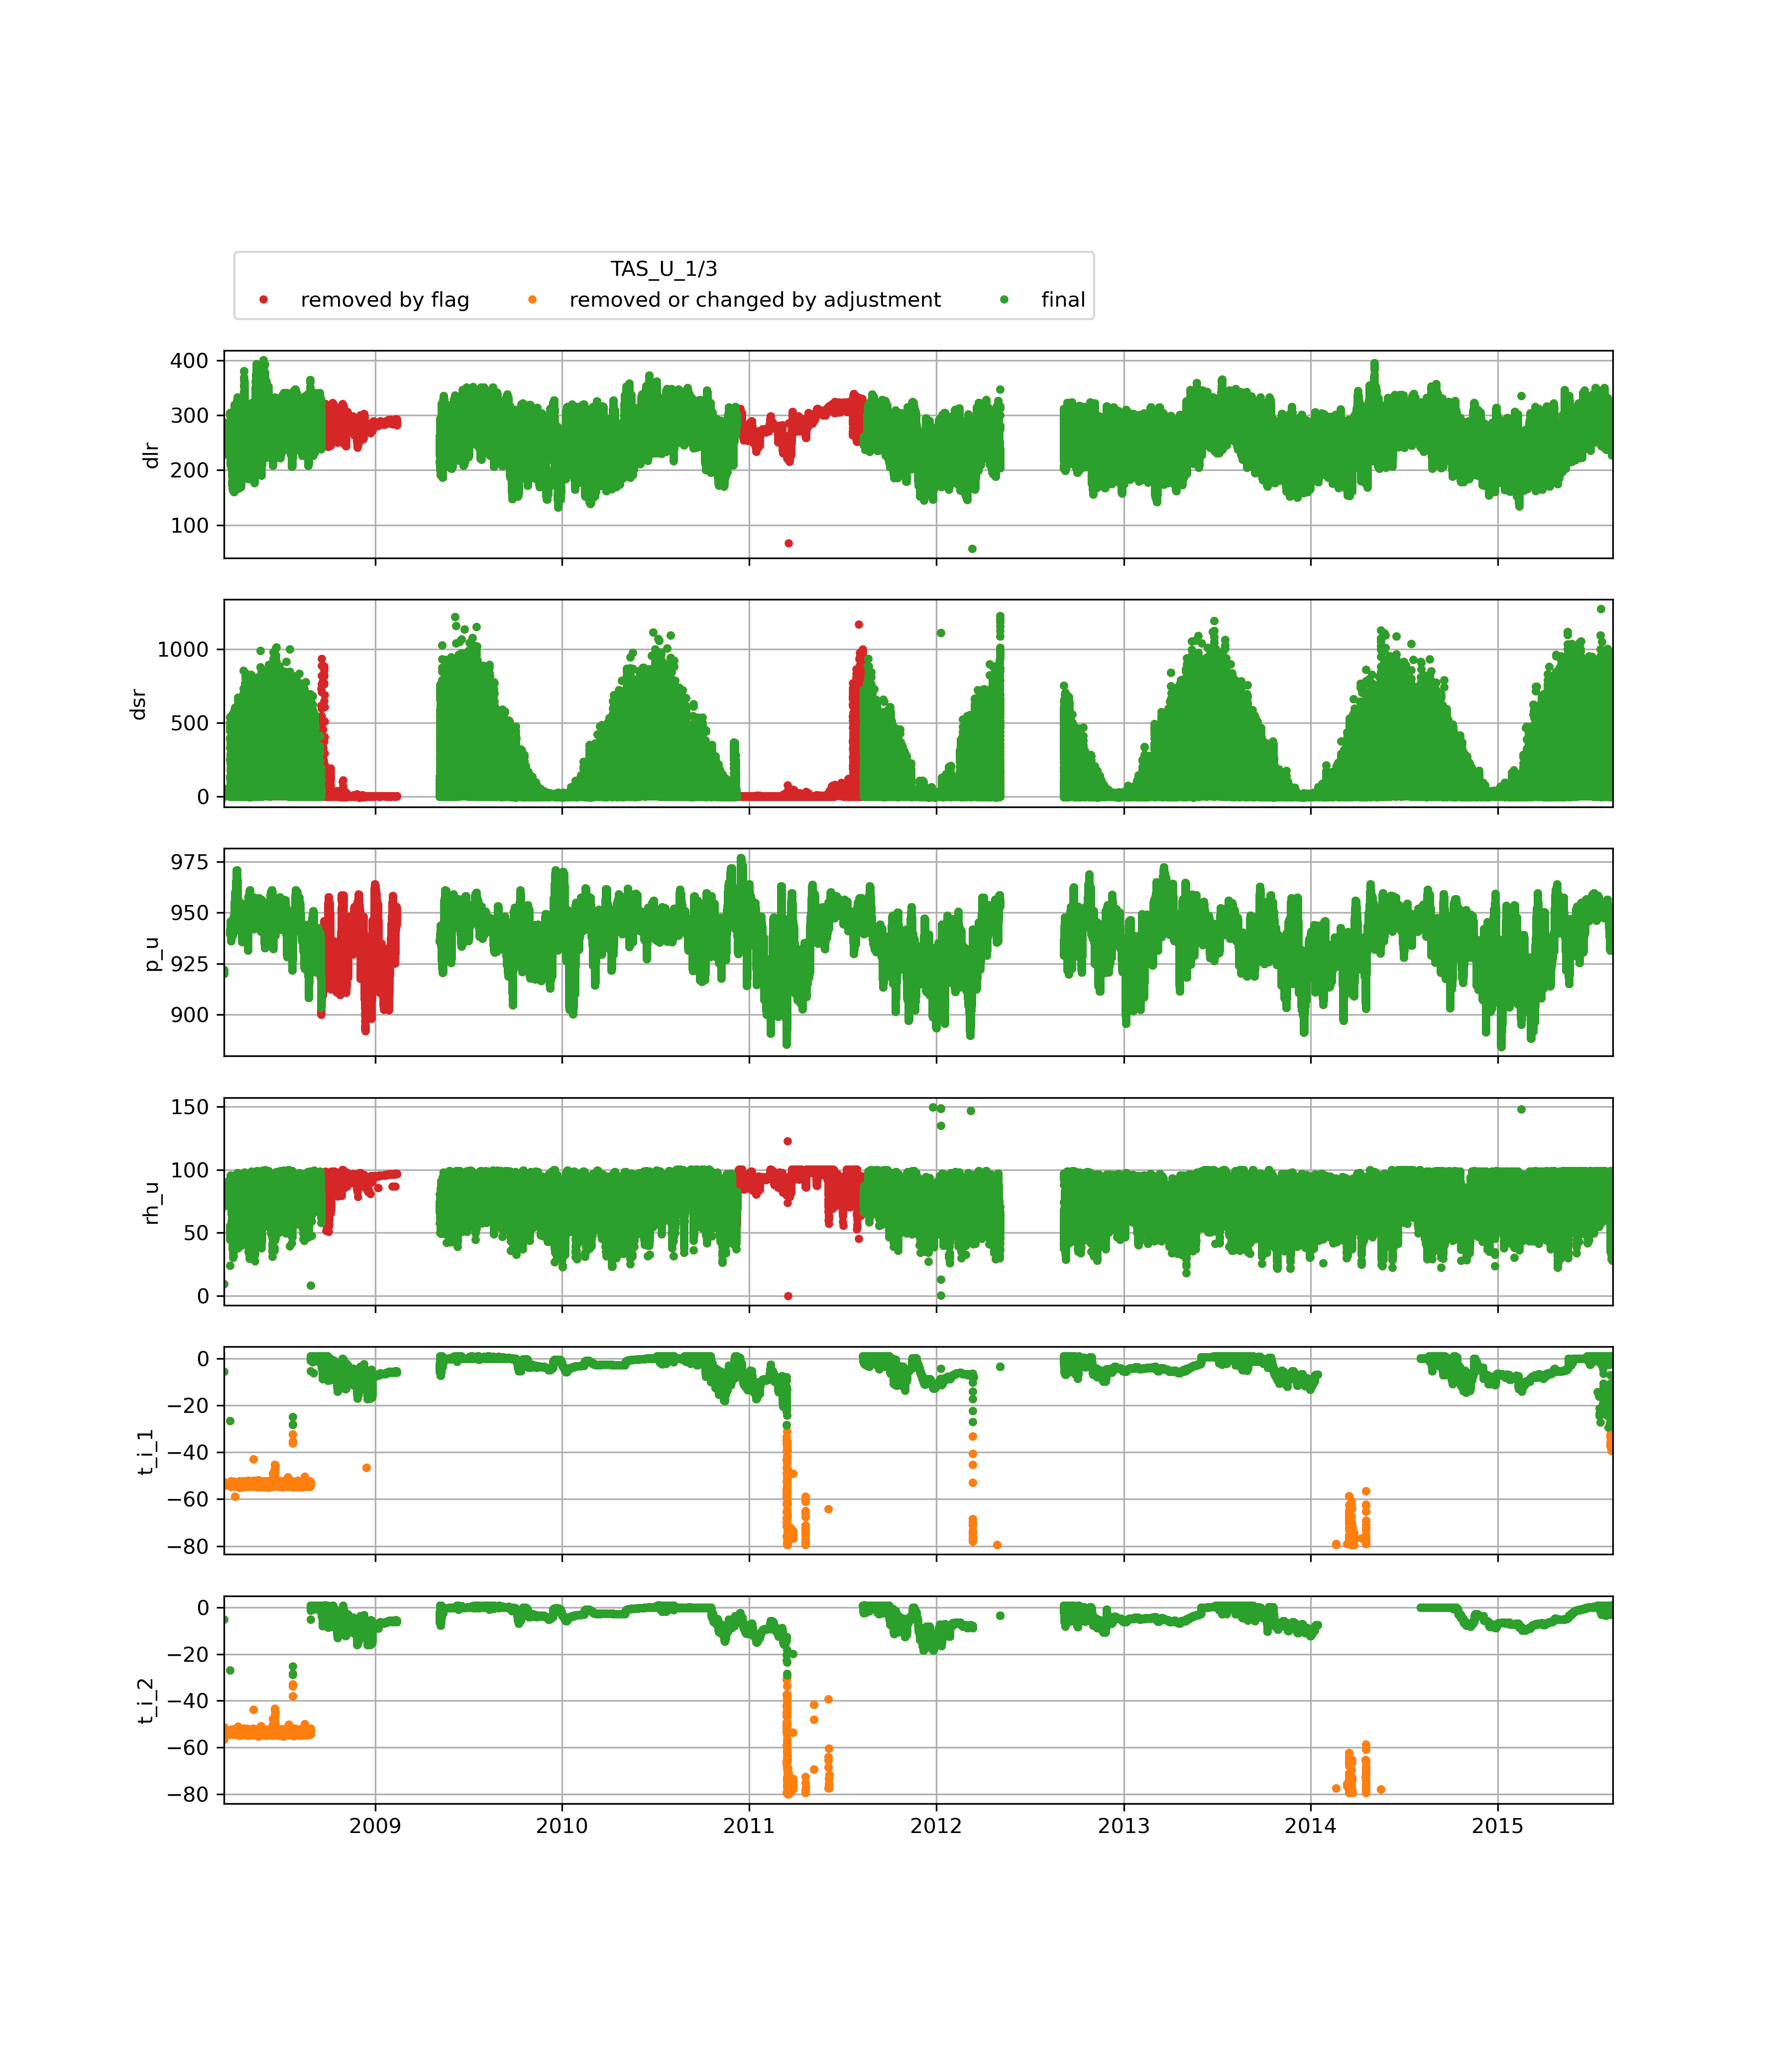 TAS_U_1/3
removed by flag removed or changed by adjustment final
400
300
200
100
dlr
1000
500
0
dsr
975
950
925
900
p_u
150
100
50
0
rh_u
0
−20
−40
−60
−80
t_i_1
0
−20
−40
−60
−80
t_i_2
2009 2010 2011 2012 2013 2014 2015